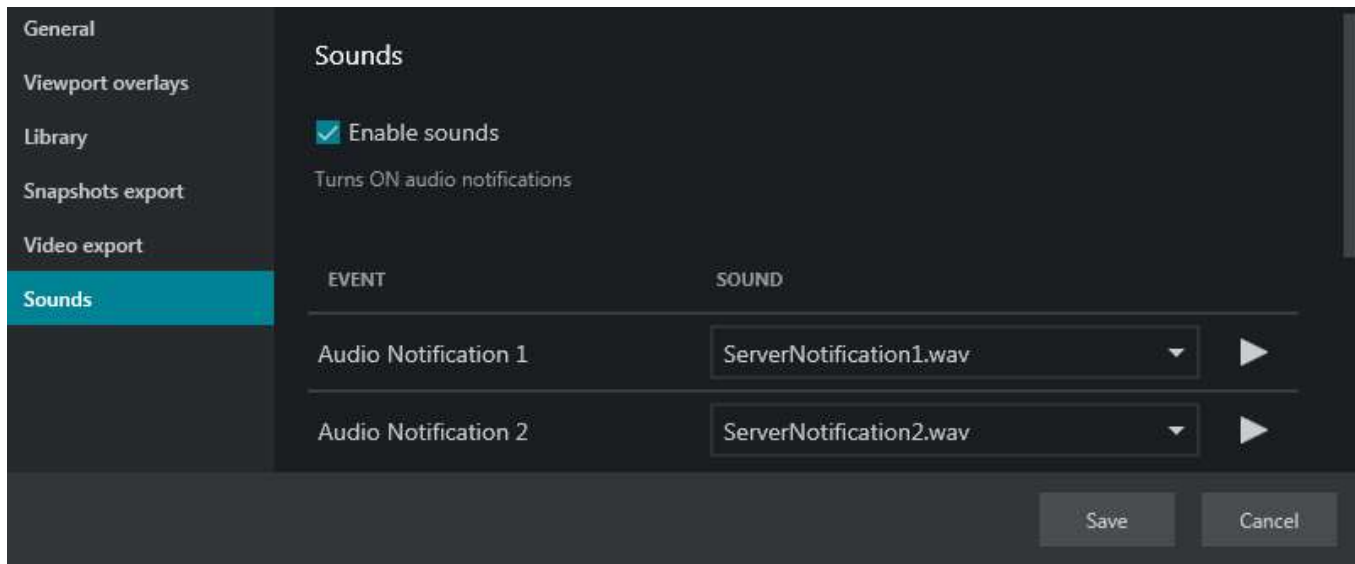 General
Viewport overlays
Library
Snapshots export
Video export
Sounds
Sounds
Enable sounds
Turns ON audio notifications
EVENT SOUND
Audio Notification 1 ServerNotification1.wav
Audio Notification 2 ServerNotification2.wav
Save Cancel